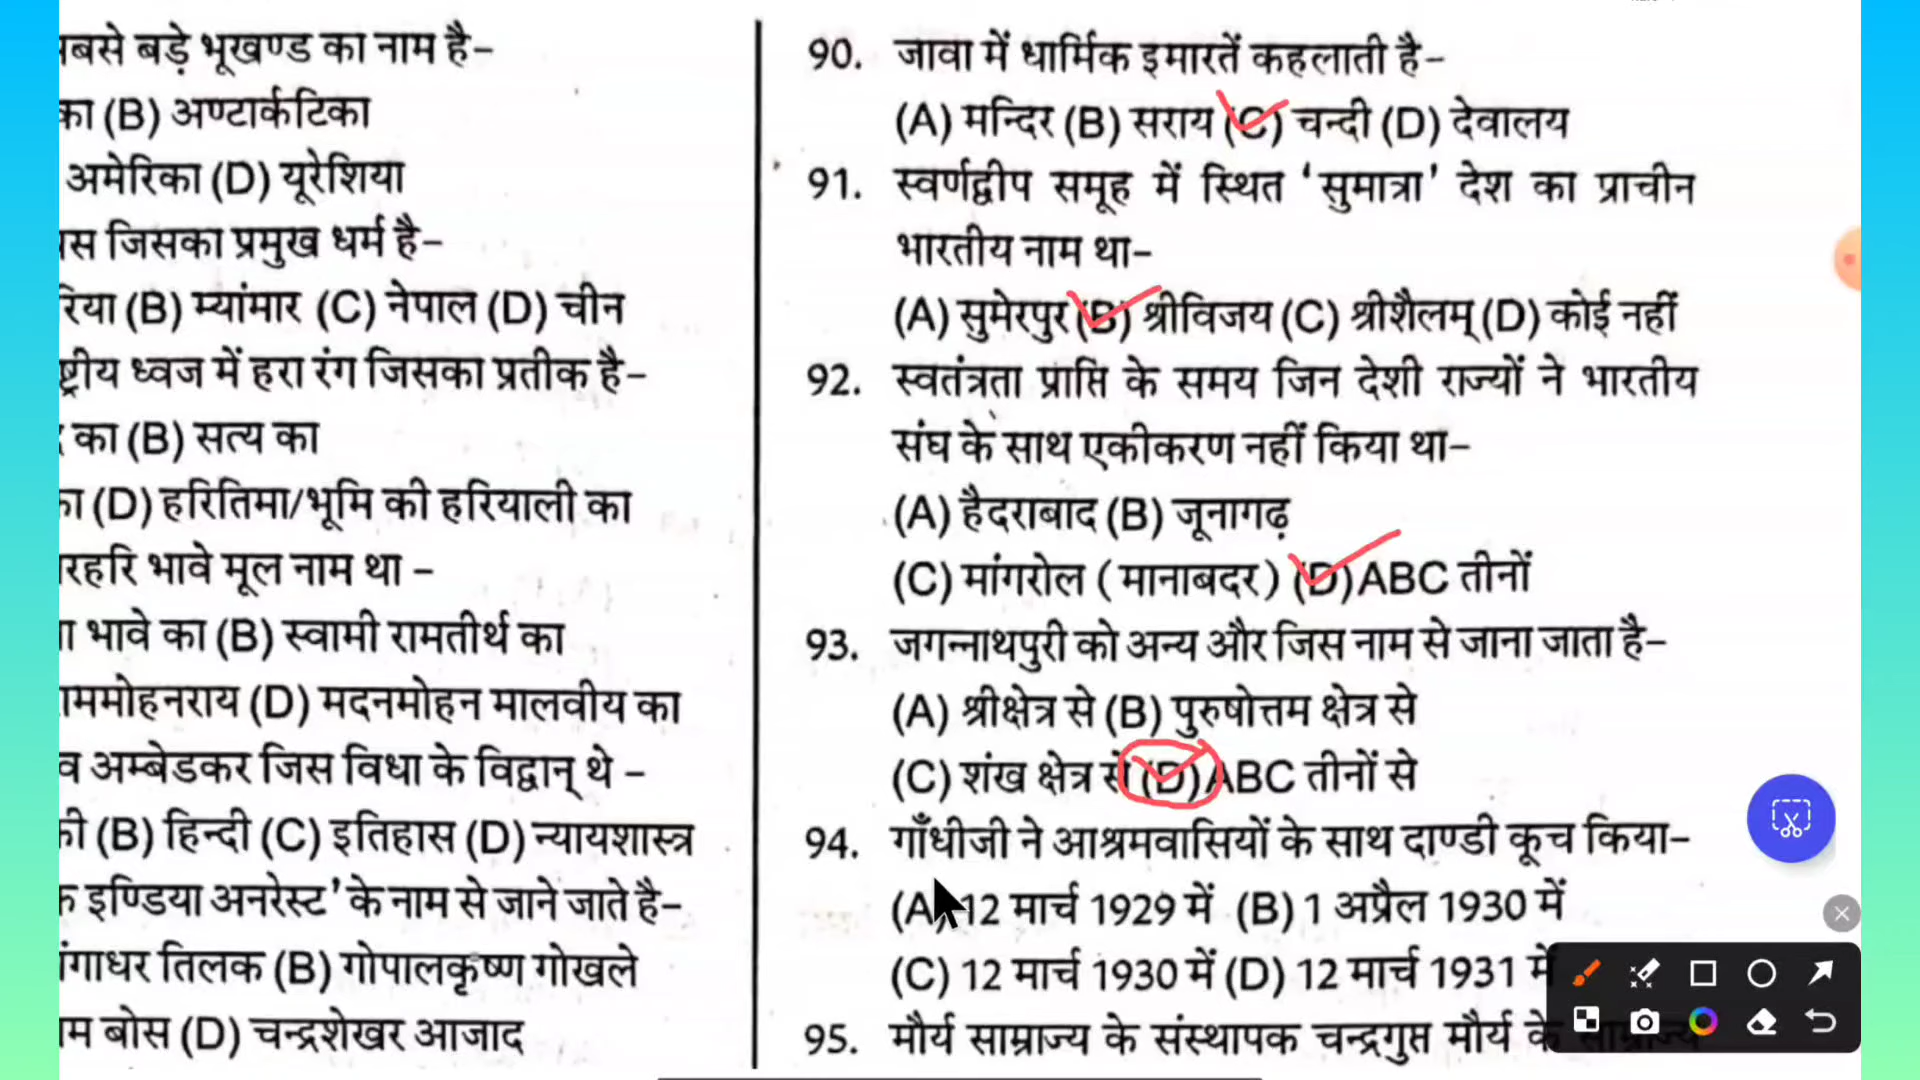 बसे बड़े भूखण्ड का नाम है–
का (B) अण्टार्कटिका
अमेरिका (D) यूरेशिया
स जिसका प्रमुख धर्म है–
रिया (B) म्यांमार (C) नेपाल (D) चीन
ष्ट्रीय ध्वज में हरा रंग जिसका प्रतीक है–
का (B) सत्य का
(D) हरितिमा/भूमि की हरियाली का
रहरि भावे मूल नाम था –
भावे का (B) स्वामी रामतीर्थ का
ाममोहनराय (D) मदनमोहन मालवीय का
व अम्बेडकर जिस विधा के विद्वान् थे –
(B) हिन्दी (C) इतिहास (D) न्यायशास्त्र
इण्डिया अनरेस्ट' के नाम से जाने जाते है–
ंगाधर तिलक (B) गोपालकृष्ण गोखले
म बोस (D) चन्द्रशेखर आजाद
90. जावा में धार्मिक इमारतें कहलाती है–
(A) मन्दिर (B) सराय (C) चन्दी (D) देवालय
91. स्वर्णद्वीप समूह में स्थित 'सुमात्रा' देश का प्राचीन
भारतीय नाम था–
(A) सुमेरपुर (B) श्रीविजय (C) श्रीशैलम् (D) कोई नहीं
92. स्वतंत्रता प्राप्ति के समय जिन देशी राज्यों ने भारतीय
संघ के साथ एकीकरण नहीं किया था–
(A) हैदराबाद (B) जूनागढ़
(C) मांगरोल (मानाबदर) (D) ABC तीनों
93. जगन्नाथपुरी को अन्य और जिस नाम से जाना जाता है–
(A) श्रीक्षेत्र से (B) पुरुषोत्तम क्षेत्र से
(C) शंख क्षेत्र से (D) ABC तीनों से
94. गाँधीजी ने आश्रमवासियों के साथ दाण्डी कूच किया–
(A) 12 मार्च 1929 में (B) 1 अप्रैल 1930 में
(C) 12 मार्च 1930 में (D) 12 मार्च 1931 में
95. मौर्य साम्राज्य के संस्थापक चन्द्रगुप्त मौर्य के साम्राज्य